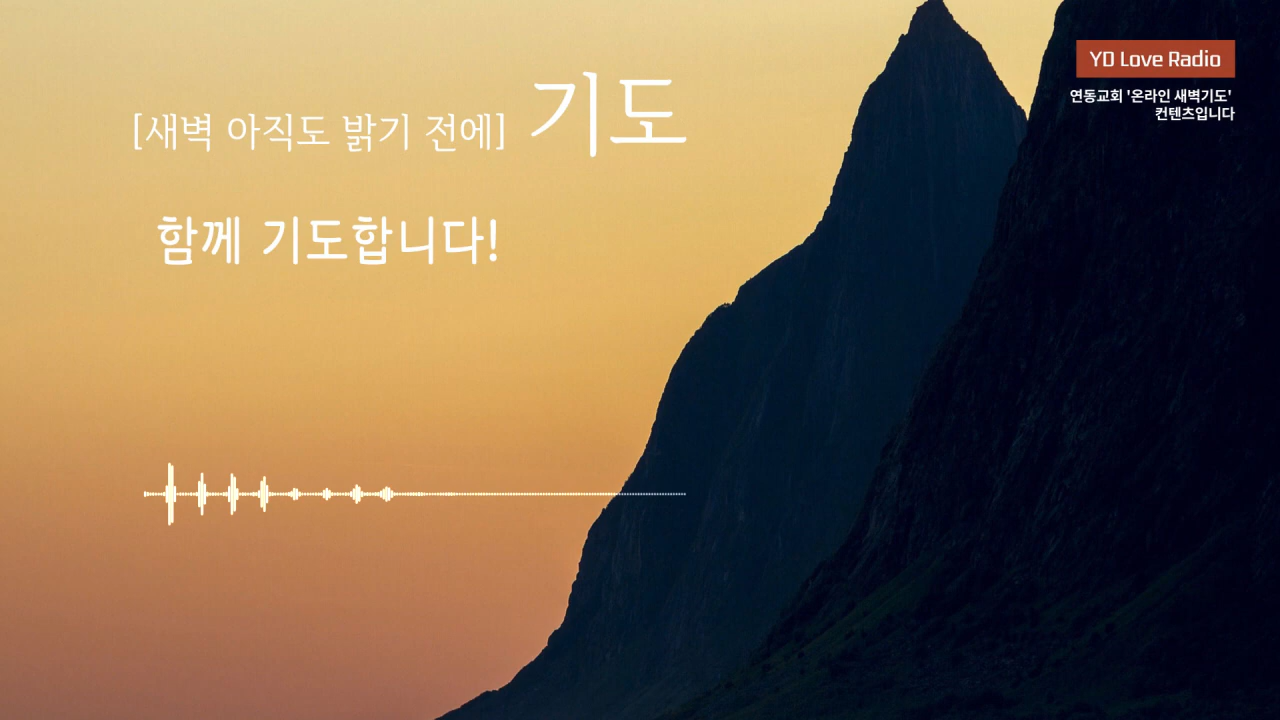 [새벽 아직도 밝기 전에] 기도
함께 기도합니다!
YD Love Radio
연동교회 '온라인 새벽기도'
컨텐츠입니다